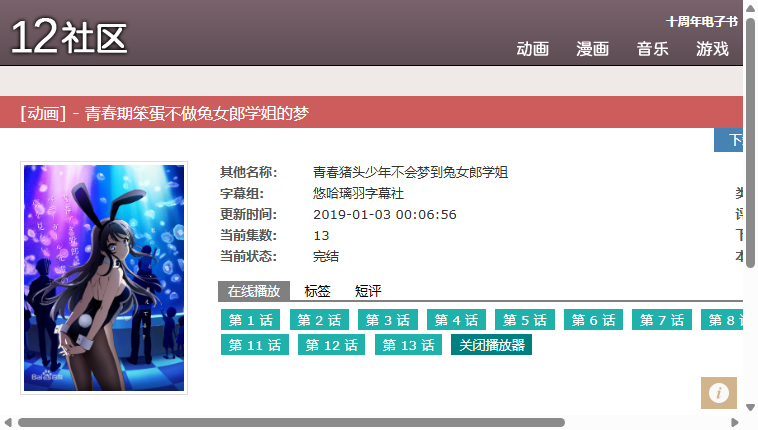 12社区
十周年电子书
动画 漫画 音乐 游戏
[动画] - 青春期笨蛋不做兔女郎学姐的梦
其他名称: 青春猪头少年不会梦到兔女郎学姐
字幕组: 悠哈璃羽字幕社
更新时间: 2019-01-03 00:06:56
当前集数: 13
当前状态: 完结
在线播放 标签 短评
第 1 话 第 2 话 第 3 话 第 4 话 第 5 话 第 6 话 第 7 话 第 8
第 11 话 第 12 话 第 13 话 关闭播放器
Bai百科